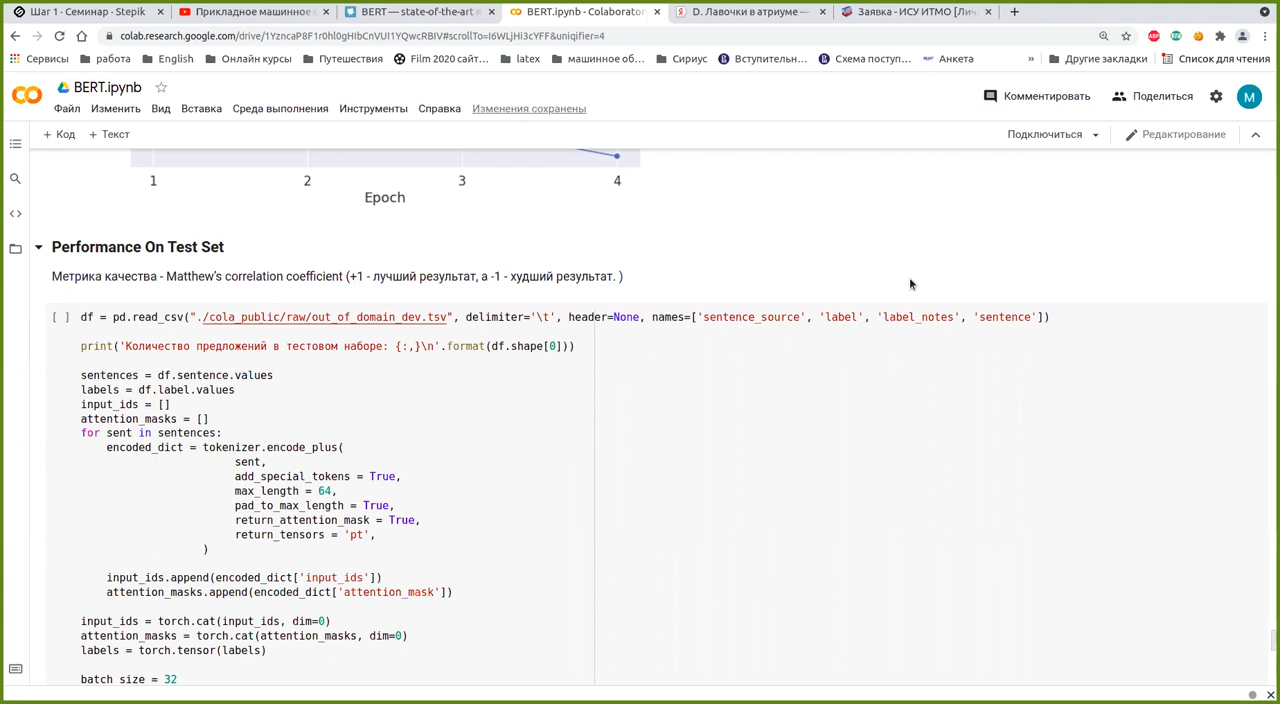 Шаг 1 · Семинар · Stepik
Прикладное машинное
BERT — state-of-the-art я
BERT.ipynb - Colaborator
D. Лавочки в атриуме —
Заявка - ИСУ ИТМО [Лич
colab.research.google.com/drive/1YzncaP8F1r0hl0gHIbCnVUI1YQwcRBIV#scrollTo=I6WLjHi3cYFF&uniqifier=4
Сервисы работа English Онлайн курсы Путешествия Film 2020 сайт... latex машинное об... Сириус Вступительн... Схема поступ... Анкета » Другие закладки Список для чтения
BERT.ipynb
Файл Изменить Вид Вставка Среда выполнения Инструменты Справка Изменения сохранены
Комментировать Поделиться M
+ Код + Текст Подключиться Редактирование
1 2 3 4
Epoch
Performance On Test Set
Метрика качества - Matthew's correlation coefficient (+1 - лучший результат, а -1 - худший результат. )
[ ] df = pd.read_csv("./cola_public/raw/out_of_domain_dev.tsv", delimiter='\t', header=None, names=['sentence_source', 'label', 'label_notes', 'sentence'])
print('Количество предложений в тестовом наборе: {:,}\n'.format(df.shape[0]))
sentences = df.sentence.values
labels = df.label.values
input_ids = []
attention_masks = []
for sent in sentences:
encoded_dict = tokenizer.encode_plus(
sent,
add_special_tokens = True,
max_length = 64,
pad_to_max_length = True,
return_attention_mask = True,
return_tensors = 'pt',
)
input_ids.append(encoded_dict['input_ids'])
attention_masks.append(encoded_dict['attention_mask'])
input_ids = torch.cat(input_ids, dim=0)
attention_masks = torch.cat(attention_masks, dim=0)
labels = torch.tensor(labels)
batch_size = 32